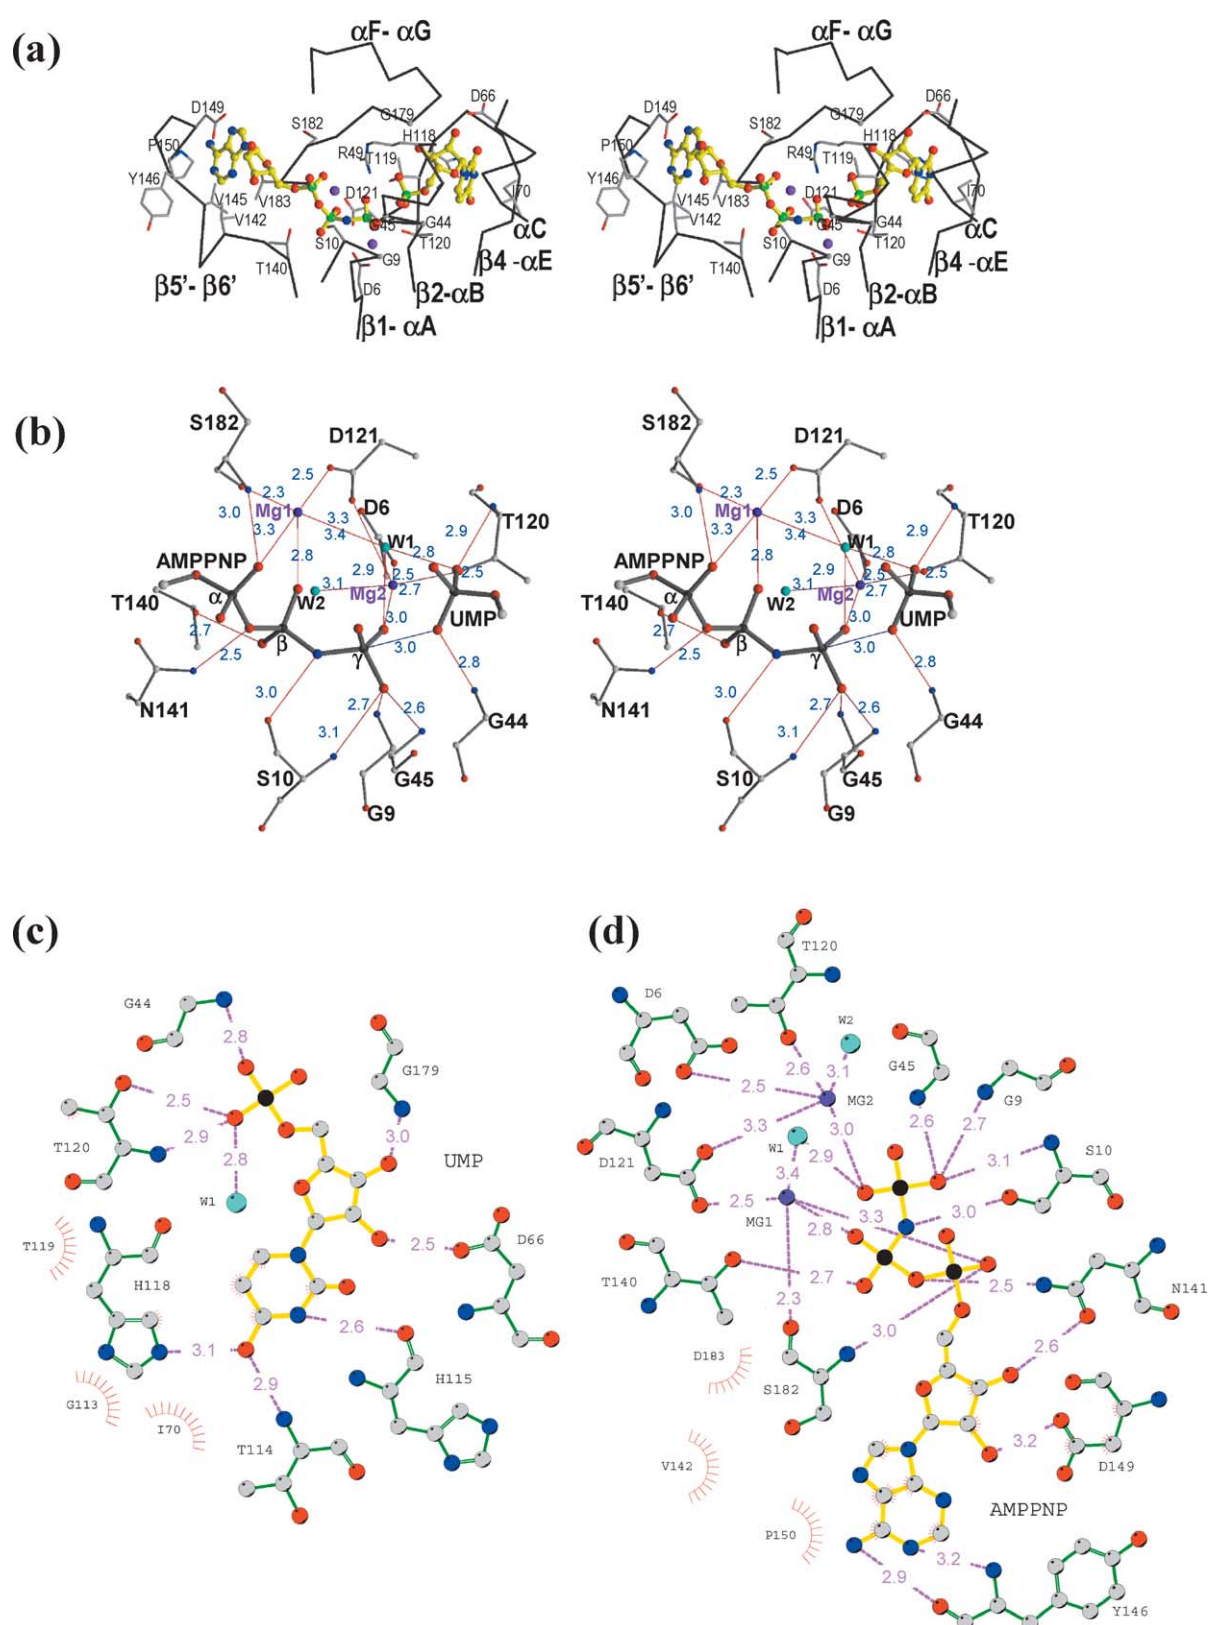 (a)
αF- αG
αF- αG
D149
S182
G179
D66
H118
P150
R49
T119
Y146
V145
V142
V183
D121
G45
G44
I70
S10
T120
αC
T140
G9
β4 -αE
β5’- β6’
D6
β2-αB
β1- αA
D149
S182
G179
D66
H118
P150
R49
T119
Y146
V145
V142
V183
D121
G45
G44
I70
S10
T120
αC
T140
G9
β4 -αE
β5’- β6’
D6
β2-αB
β1- αA
(b)
S182
D121
2.5
2.3
Mg1
D6
3.0
3.3
3.3
3.4
W1
2.9
T120
AMPPNP
2.8
2.8
α
2.9
2.5
2.5
3.1
2.7
W2
Mg2
T140
3.0
UMP
2.7
β
γ
3.0
2.5
2.8
N141
3.0
2.7
2.6
G44
3.1
S10
G45
G9
S182
D121
2.5
2.3
Mg1
D6
3.0
3.3
3.3
3.4
W1
2.9
T120
AMPPNP
2.8
2.8
α
2.9
2.5
2.5
3.1
2.7
W2
Mg2
T140
3.0
UMP
2.7
β
γ
3.0
2.5
2.8
N141
3.0
2.7
2.6
G44
3.1
S10
G45
G9
(c)
G44
2.8
G179
2.5
3.0
T120
2.9
UMP
2.8
W1
T119
2.5
D66
H118
2.6
3.1
2.9
H115
G113
I70
T114
(d)
T120
D6
W2
G45
2.6
3.1
G9
2.5
MG2
2.6
2.7
3.3
3.0
W1
3.1
S10
D121
2.9
3.4
2.5
3.0
MG1
3.3
2.8
T140
2.7
2.5
N141
2.3
3.0
2.6
D183
S182
3.2
D149
V142
AMPPNP
P150
3.2
2.9
Y146